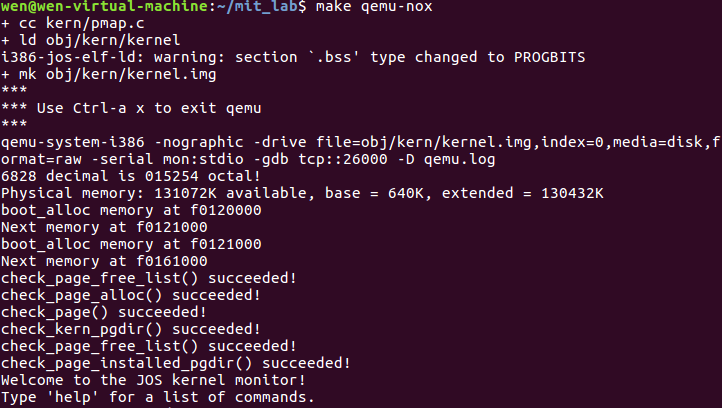 wen@wen-virtual-machine:~/mit_lab$ make qemu-nox
+ cc kern/pmap.c
+ ld obj/kern/kernel
i386-jos-elf-ld: warning: section `.bss' type changed to PROGBITS
+ mk obj/kern/kernel.img
***
*** Use Ctrl-a x to exit qemu
***
qemu-system-i386 -nographic -drive file=obj/kern/kernel.img,index=0,media=disk,f
ormat=raw -serial mon:stdio -gdb tcp::26000 -D qemu.log
6828 decimal is 015254 octal!
Physical memory: 131072K available, base = 640K, extended = 130432K
boot_alloc memory at f0120000
Next memory at f0121000
boot_alloc memory at f0121000
Next memory at f0161000
check_page_free_list() succeeded!
check_page_alloc() succeeded!
check_page() succeeded!
check_kern_pgdir() succeeded!
check_page_free_list() succeeded!
check_page_installed_pgdir() succeeded!
Welcome to the JOS kernel monitor!
Type 'help' for a list of commands.